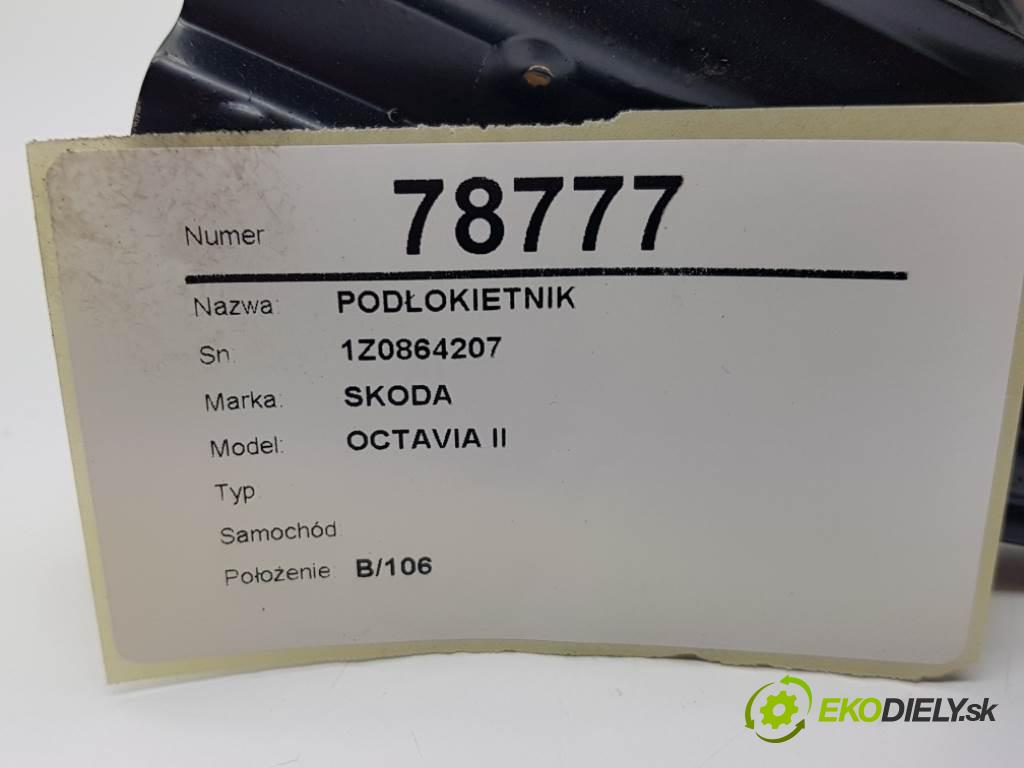 Numer 78777
Nazwa: PODŁOKIETNIK
Sn: 1Z0864207
Marka: SKODA
Model: OCTAVIA II
Typ
Samochód
Położenie B/106
EKODIELY.sk